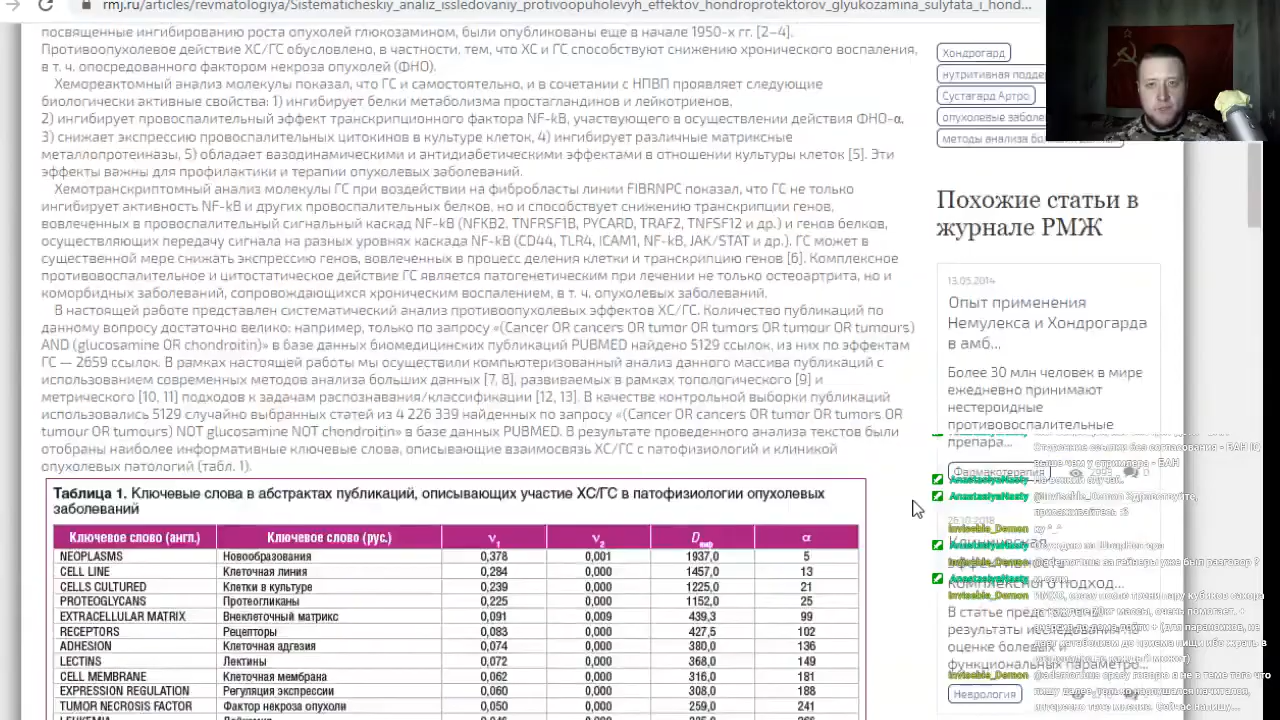 rmj.ru/articles/revmatologiya/Sistematicheskiy_analiz_issledovaniy_protivoopuholevyh_effektov_hondroprotektorov_glyukozamina_sulyfata_i_hond...
посвященные ингибированию роста опухолей глюкозамином, были опубликованы еще в начале 1950-х гг. [2–4].
Противоопухолевое действие ХС/ГС обусловлено, в частности, тем, что ХС и ГС способствуют снижению хронического воспаления,
в т. ч. опосредованного фактором некроза опухолей (ФНО).
Хемореактомный анализ молекулы показал, что ГС и самостоятельно, и в сочетании с НПВП проявляет следующие
биологически активные свойства: 1) ингибирует белки метаболизма простагландинов и лейкотриенов,
2) ингибирует провоспалительный эффект транскрипционного фактора NF-kB, участвующего в осуществлении действия ФНО-α,
3) снижает экспрессию провоспалительных цитокинов в культуре клеток, 4) ингибирует различные матриксные
металлопротеиназы, 5) обладает вазодинамическими и антидиабетическими эффектами в отношении культуры клеток [5]. Эти
эффекты важны для профилактики и терапии опухолевых заболеваний.
Хемотранскриптомный анализ молекулы ГС при воздействии на фибробласты линии FIBRNPC показал, что ГС не только
ингибирует активность NF-kB и других провоспалительных белков, но и способствует снижению транскрипции генов,
вовлеченных в провоспалительный сигнальный каскад NF-kB (NFKB2, TNFRSF1B, PYCARD, TRAF2, TNFSF12 и др.) и генов белков,
осуществляющих передачу сигнала на разных уровнях каскада NF-kB (CD44, TLR4, ICAM1, NF-kB, JAK/STAT и др.). ГС может в
существенной мере снижать экспрессию генов, вовлеченных в процесс деления клетки и транскрипцию генов [6]. Комплексное
противовоспалительное и цитостатическое действие ГС является патогенетическим при лечении не только остеоартрита, но и
коморбидных заболеваний, сопровождающихся хроническим воспалением, в т. ч. опухолевых заболеваний.
В настоящей работе представлен систематический анализ противоопухолевых эффектов ХС/ГС. Количество публикаций по
данному вопросу достаточно велико: например, только по запросу «(Cancer OR cancers OR tumor OR tumors OR tumour OR tumours)
AND (glucosamine OR chondroitin)» в базе данных биомедицинских публикаций PUBMED найдено 5129 ссылок, из них по эффектам
ГС — 2659 ссылок. В рамках настоящей работы мы осуществили компьютеризованный анализ данного массива публикаций с
использованием современных методов анализа больших данных [7, 8], развиваемых в рамках топологического [9] и
метрического [10, 11] подходов к задачам распознавания/классификации [12, 13]. В качестве контрольной выборки публикаций
использовались 5129 случайно выбранных статей из 4 226 339 найденных по запросу «(Cancer OR cancers OR tumor OR tumors OR
tumour OR tumours) NOT glucosamine NOT chondroitin» в базе данных PUBMED. В результате проведенного анализа текстов были
отобраны наиболее информативные ключевые слова, описывающие взаимосвязь ХС/ГС с патофизиологией и клиникой
опухолевых патологий (табл. 1).
Таблица 1. Ключевые слова в абстрактах публикаций, описывающих участие ХС/ГС в патофизиологии опухолевых
заболеваний
Ключевое слово (англ.) Ключевое слово (рус.) ν1 ν2 D α
NEOPLASMS Новообразования 0,378 0,001 1937,0 5
CELL LINE Клеточная линия 0,284 0,000 1457,0 13
CELLS CULTURED Клетки в культуре 0,239 0,000 1225,0 21
PROTEOGLYCANS Протеогликаны 0,225 0,000 1152,0 25
EXTRACELLULAR MATRIX Внеклеточный матрикс 0,091 0,009 439,3 99
RECEPTORS Рецепторы 0,083 0,000 427,5 102
ADHESION Клеточная адгезия 0,074 0,000 380,0 136
LECTINS Лектины 0,072 0,000 368,0 149
CELL MEMBRANE Клеточная мембрана 0,062 0,000 316,0 181
EXPRESSION REGULATION Регуляция экспрессии 0,060 0,000 308,0 188
TUMOR NECROSIS FACTOR Фактор некроза опухоли 0,050 0,000 259,0 241
Хондрогард
нутритивная подде
Сустагард Артро
опухолевые заболе
методы анализа бо
Похожие статьи в
журнале РМЖ
13.05.2014
Опыт применения
Немулекса и Хондрогарда
в амб...
Более 30 млн человек в мире
ежедневно принимают
нестероидные
противовоспалительные
препара...
Фармакотерапия
подход...
результаты
оценке болевых и
функциональных параметро...
Неврология
AnastasiyaNasty
Invisible_Demon